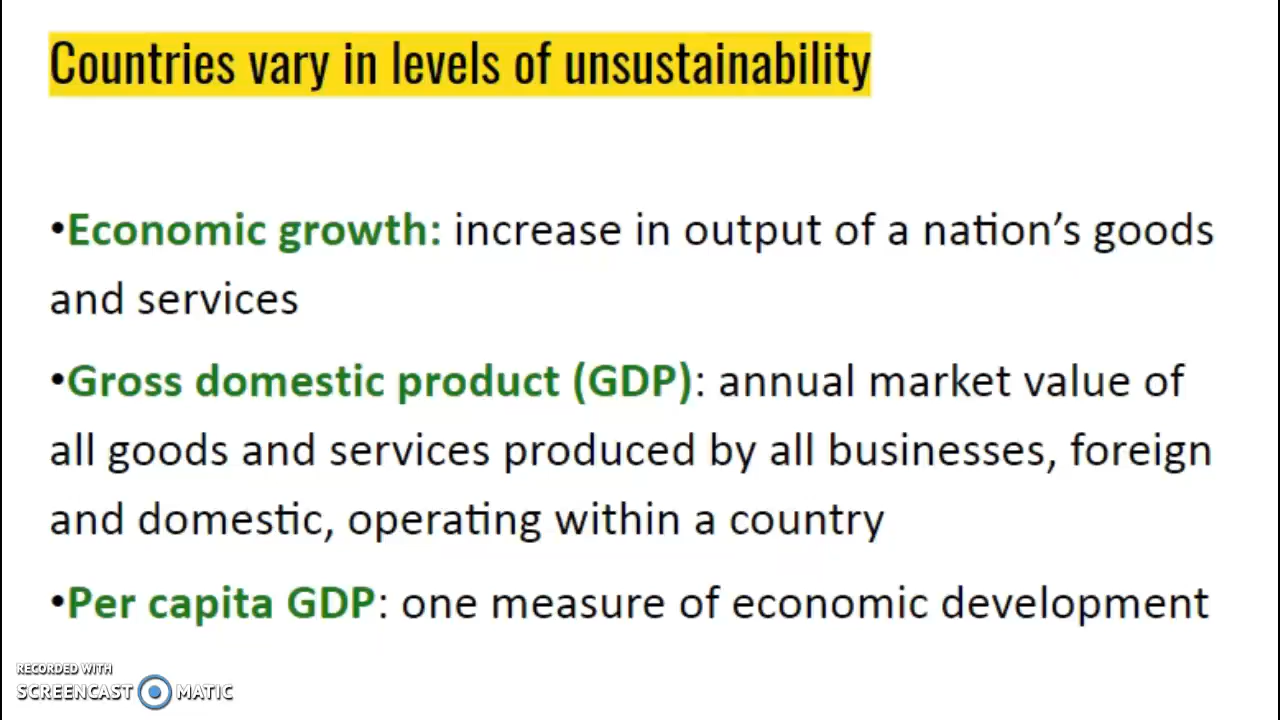 Countries vary in levels of unsustainability
•Economic growth: increase in output of a nation’s goods
and services
•Gross domestic product (GDP): annual market value of
all goods and services produced by all businesses, foreign
and domestic, operating within a country
•Per capita GDP: one measure of economic development
RECORDED WITH
SCREENCAST MATIC